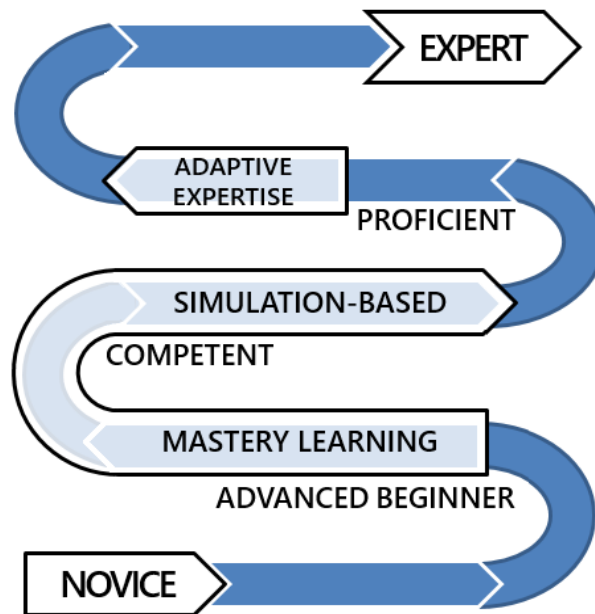 EXPERT
ADAPTIVE
EXPERTISE
PROFICIENT
SIMULATION-BASED
COMPETENT
MASTERY LEARNING
ADVANCED BEGINNER
NOVICE